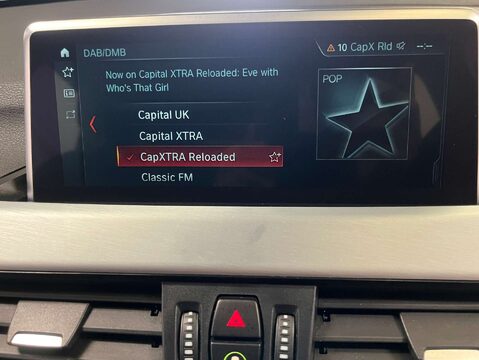 DAB/DMB
10 CapX Rld --:--
Now on Capital XTRA Reloaded: Eve with
Who's That Girl
POP
Capital UK
Capital XTRA
CapXTRA Reloaded
Classic FM